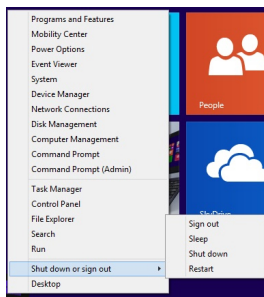 Programs and Features
Mobility Center
Power Options
Event Viewer
System
Device Manager
Network Connections
Disk Management
Computer Management
Command Prompt
Command Prompt (Admin)
Task Manager
Control Panel
File Explorer
Search
Run
Shut down or sign out
Desktop
Sign out
Sleep
Shut down
Restart
People
SkyDrive